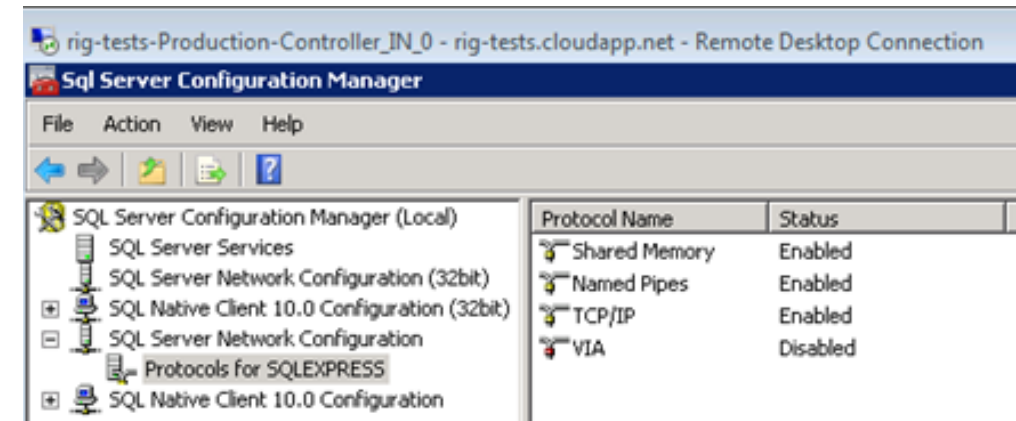 rig-tests-Production-Controller_IN_0 - rig-tests.cloudapp.net - Remote Desktop Connection
Sql Server Configuration Manager
File Action View Help
SQL Server Configuration Manager (Local)
SQL Server Services
SQL Server Network Configuration (32bit)
SQL Native Client 10.0 Configuration (32bit)
SQL Server Network Configuration
Protocols for SQLEXPRESS
SQL Native Client 10.0 Configuration
Protocol Name Status
Shared Memory Enabled
Named Pipes Enabled
TCP/IP Enabled
VIA Disabled